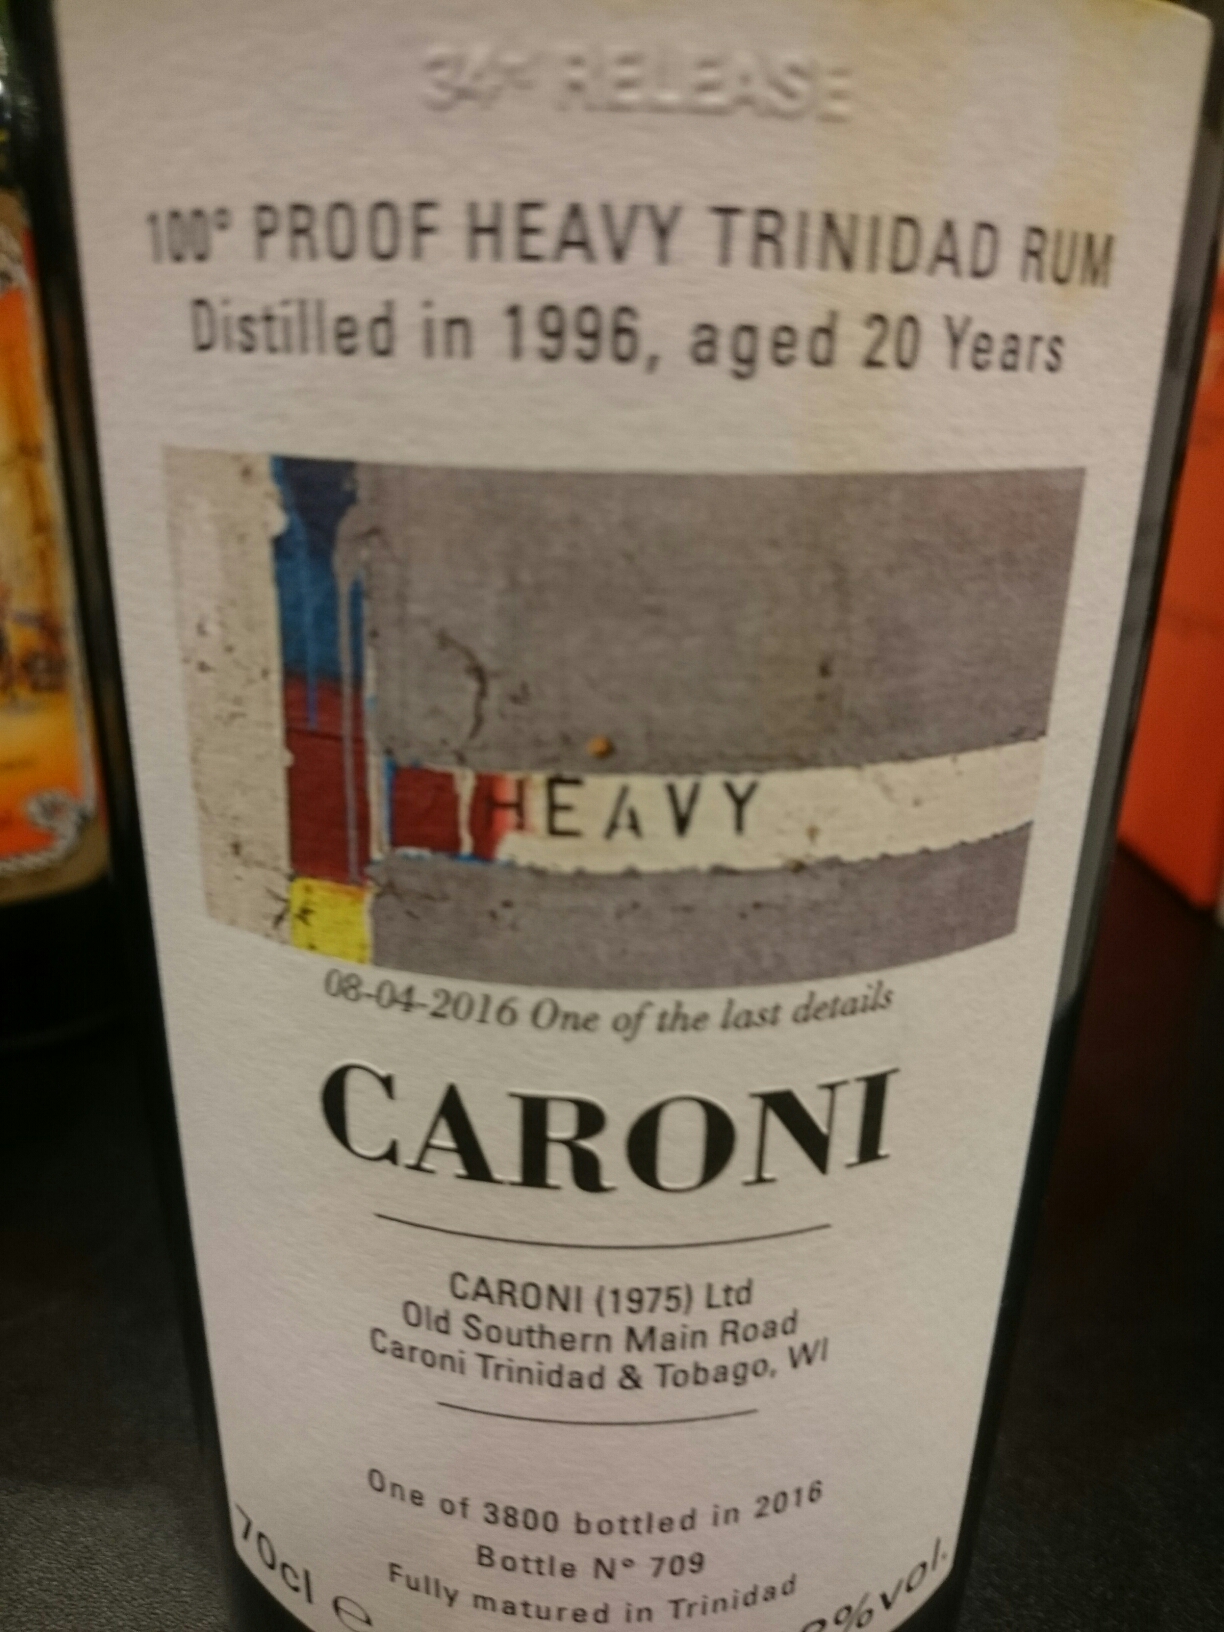 34th RELEASE
100° PROOF HEAVY TRINIDAD RUM
Distilled in 1996, aged 20 Years
HEAVY
08-04-2016 One of the last details
CARONI
CARONI (1975) Ltd
Old Southern Main Road
Caroni Trinidad & Tobago, WI
One of 3800 bottled in 2016
Bottle N° 709
Fully matured in Trinidad
70cl e
%vol.